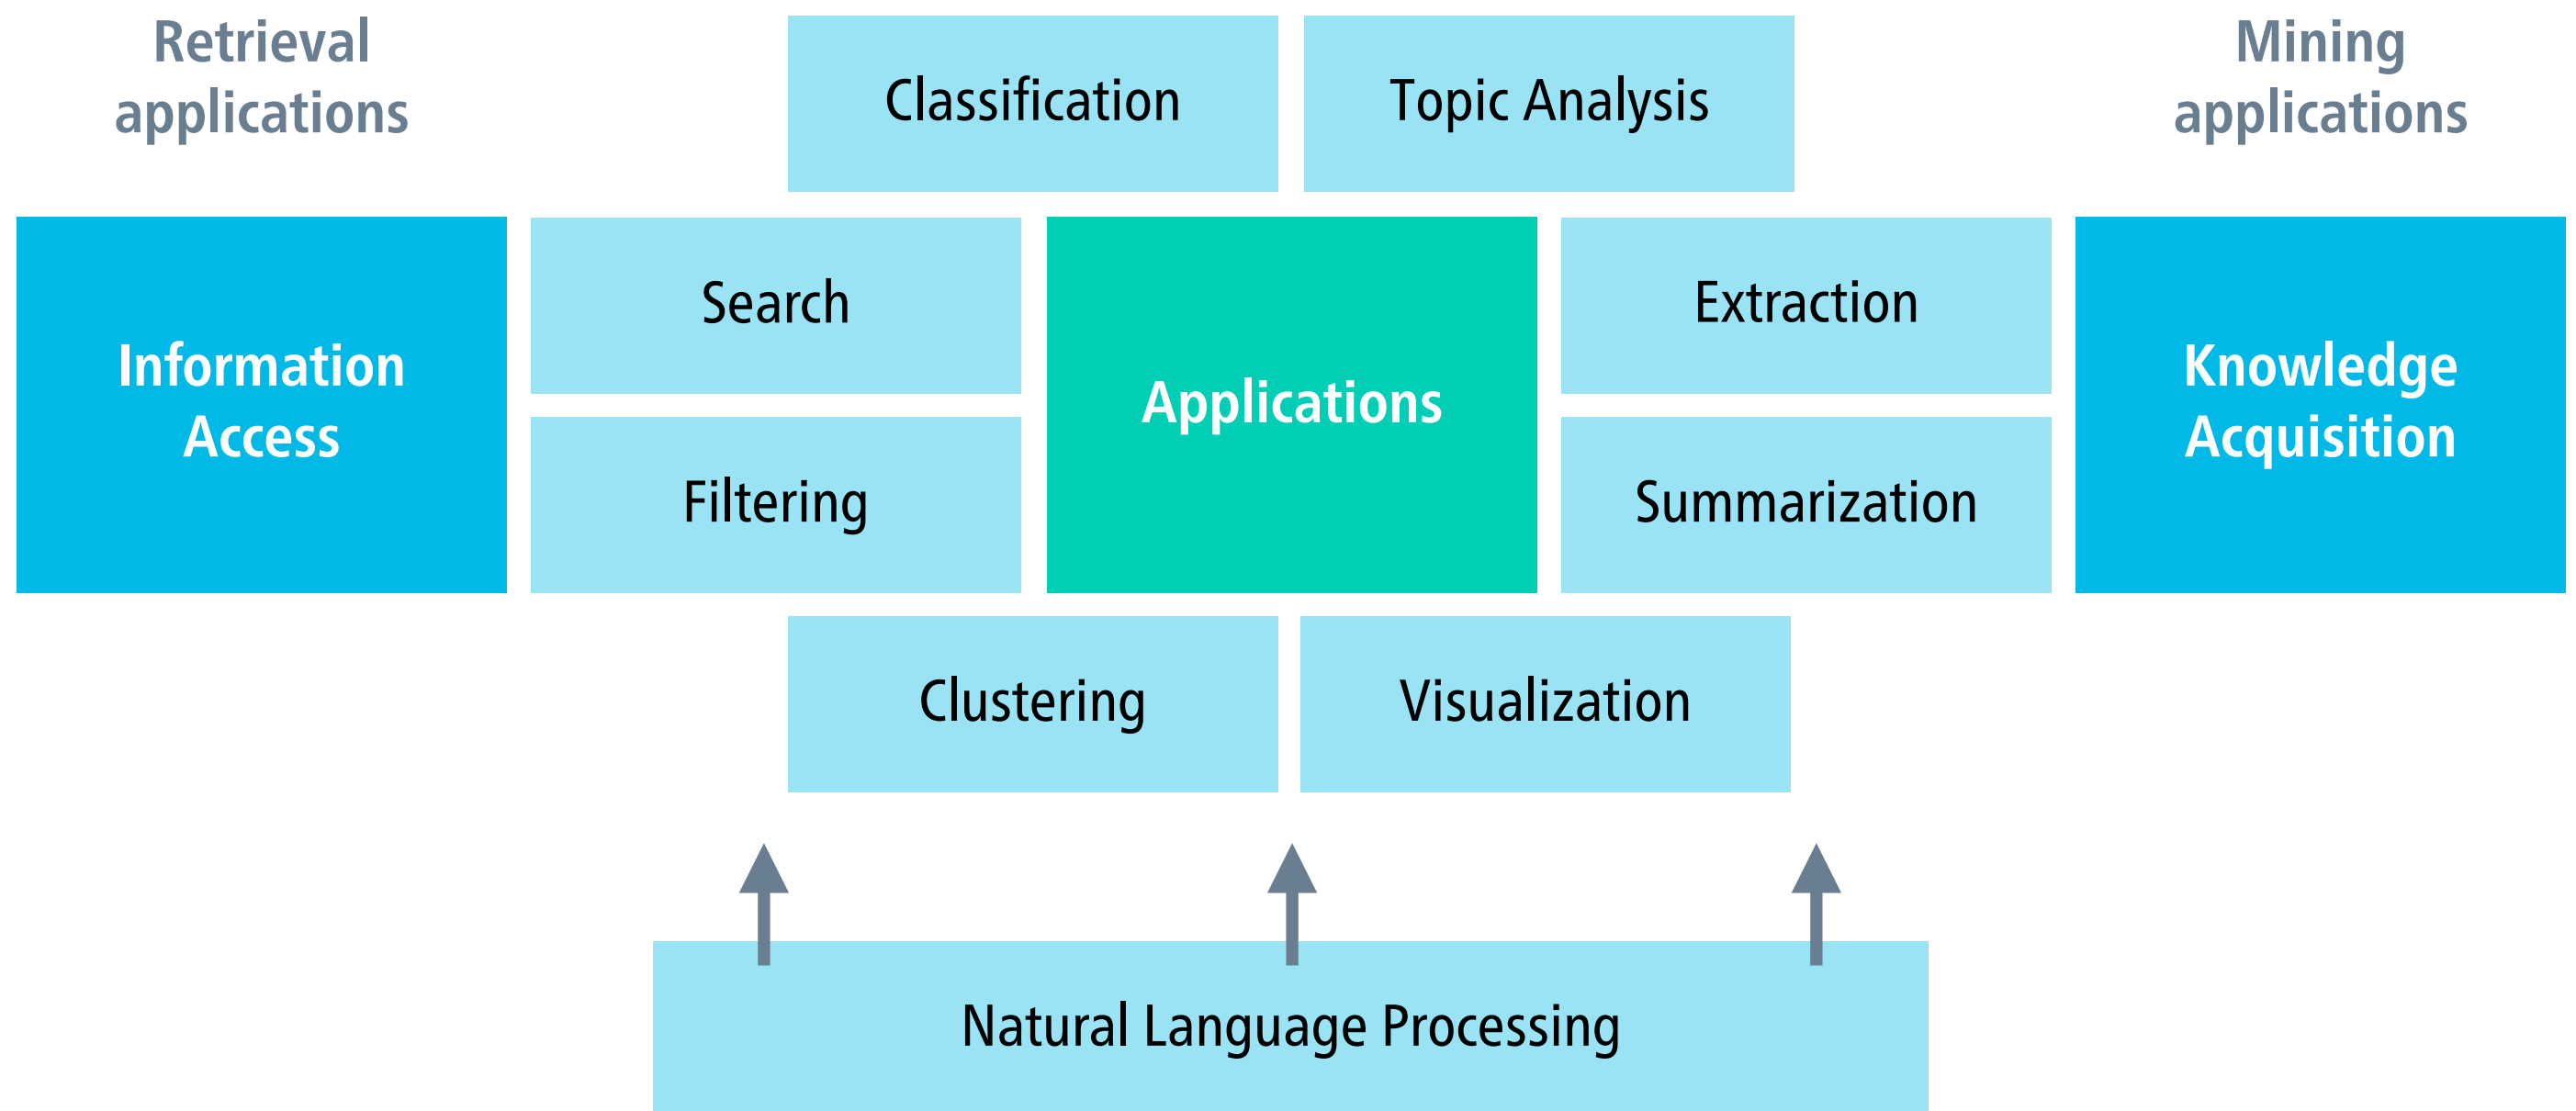 Retrieval
applications
Classification
Topic Analysis
Mining
applications
Information
Access
Search
Filtering
Applications
Extraction
Summarization
Knowledge
Acquisition
Clustering
Visualization
Natural Language Processing